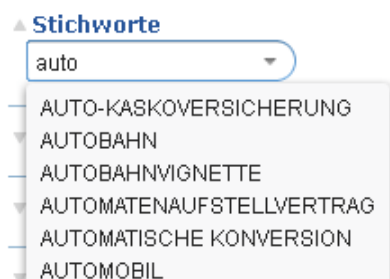 Stichworte
auto
AUTO-KASKOVERSICHERUNG
AUTOBAHN
AUTOBAHNVIGNETTE
AUTOMATENAUFSTELLVERTRAG
AUTOMATISCHE KONVERSION
AUTOMOBIL